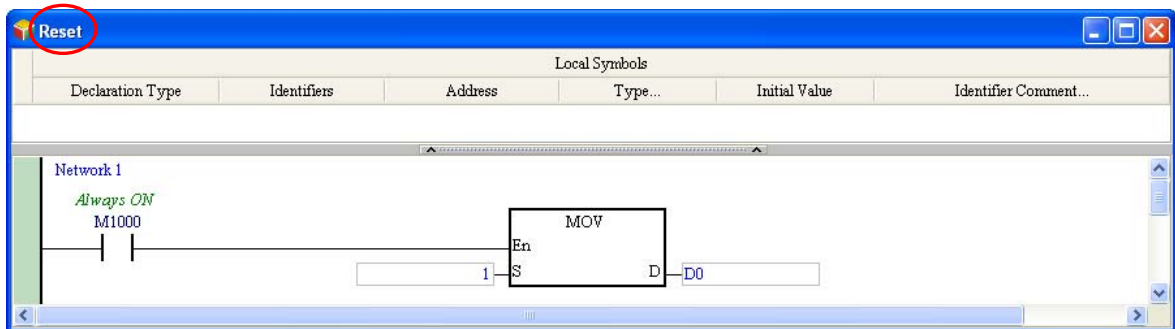 Reset
Local Symbols
Declaration Type Identifiers Address Type... Initial Value Identifier Comment...
Network 1
Always ON
M1000
MOV
En
1 S D D0